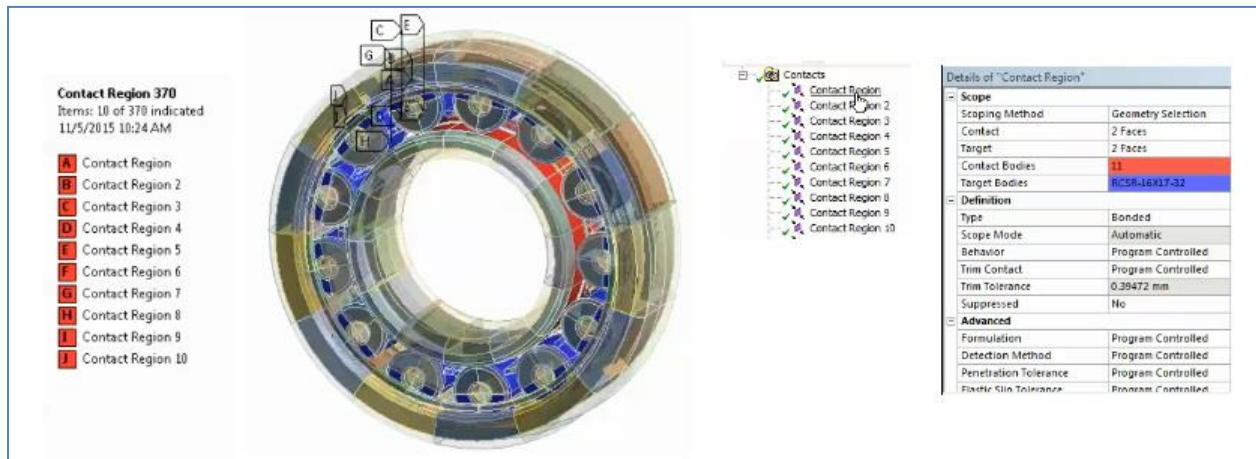 Contact Region 370
Items: 10 of 370 indicated
11/5/2015 10:24 AM
A Contact Region
B Contact Region 2
C Contact Region 3
D Contact Region 4
E Contact Region 5
F Contact Region 6
G Contact Region 7
H Contact Region 8
I Contact Region 9
J Contact Region 10
C
E
G
H
Contacts
Contact Region
Contact Region 2
Contact Region 3
Contact Region 4
Contact Region 5
Contact Region 6
Contact Region 7
Contact Region 8
Contact Region 9
Contact Region 10
Details of "Contact Region"
Scope
Scoping Method Geometry Selection
Contact 2 Faces
Target 2 Faces
Contact Bodies 11
Target Bodies RCSR-16X17-32
Definition
Type Bonded
Scope Mode Automatic
Behavior Program Controlled
Trim Contact Program Controlled
Trim Tolerance 0.39472 mm
Suppressed No
Advanced
Formulation Program Controlled
Detection Method Program Controlled
Penetration Tolerance Program Controlled
Elastic Slip Tolerance Program Controlled